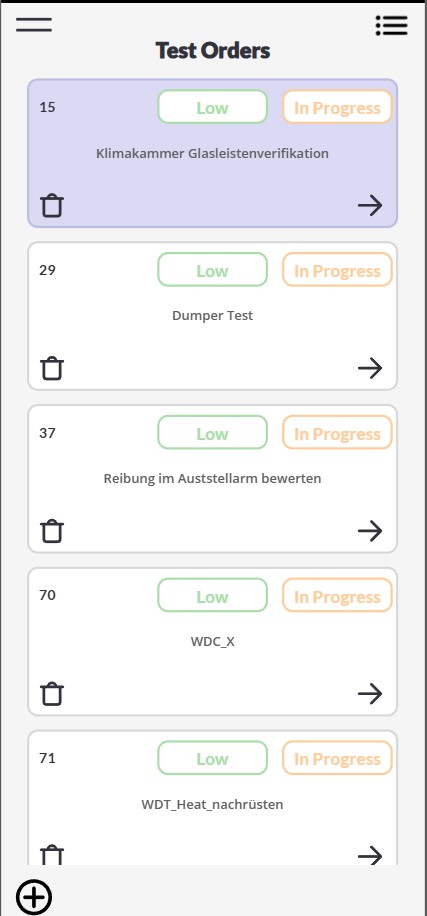 Test Orders
15 Low In Progress
Klimakammer Glasleistenverifikation
29 Low In Progress
Dumper Test
37 Low In Progress
Reibung im Auststellarm bewerten
70 Low In Progress
WDC_X
71 Low In Progress
WDT_Heat_nachrüsten